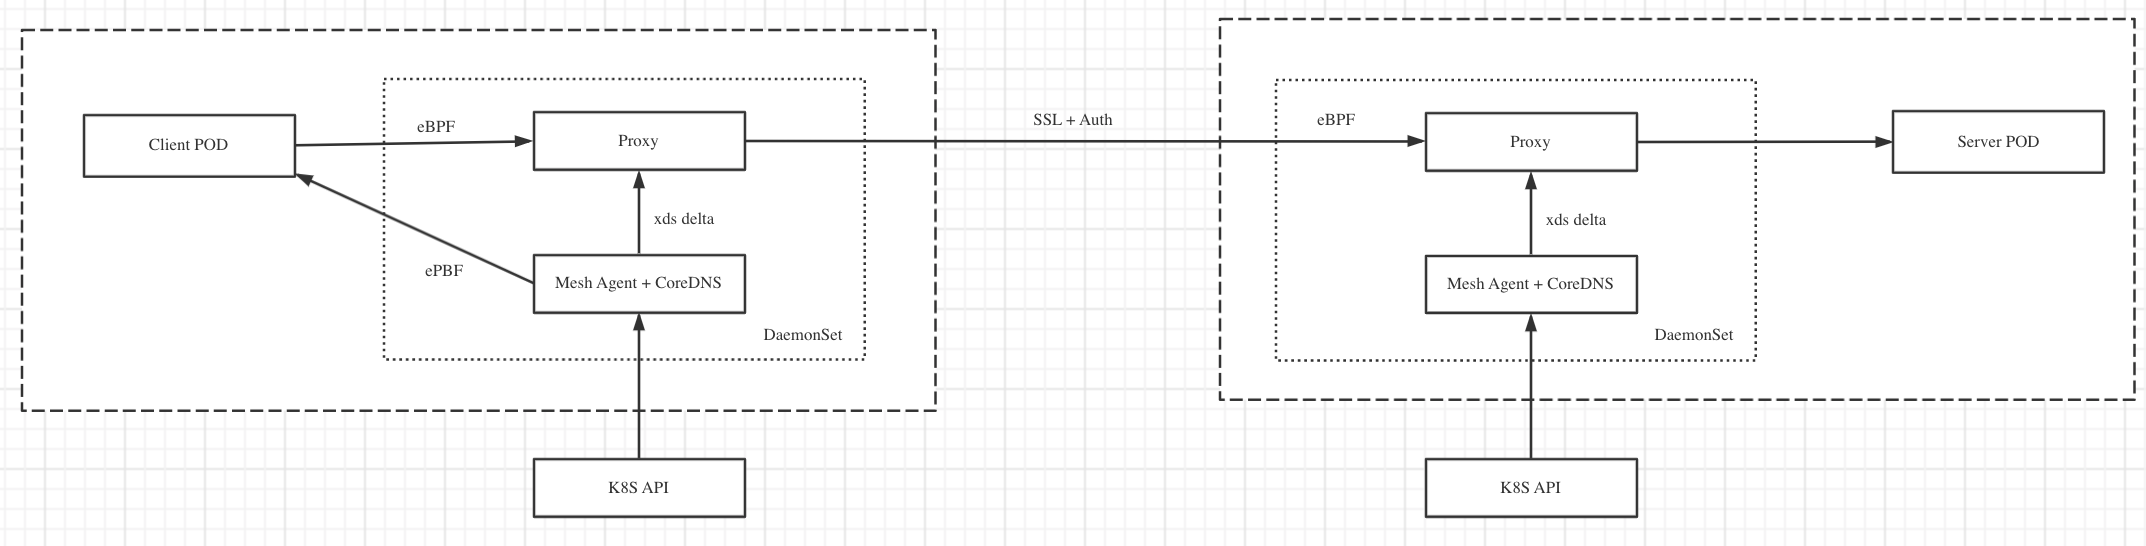 Client POD
eBPF
Proxy
SSL + Auth
eBPF
Proxy
Server POD
xds delta
xds delta
ePBF
Mesh Agent + CoreDNS
Mesh Agent + CoreDNS
DaemonSet
DaemonSet
K8S API
K8S API